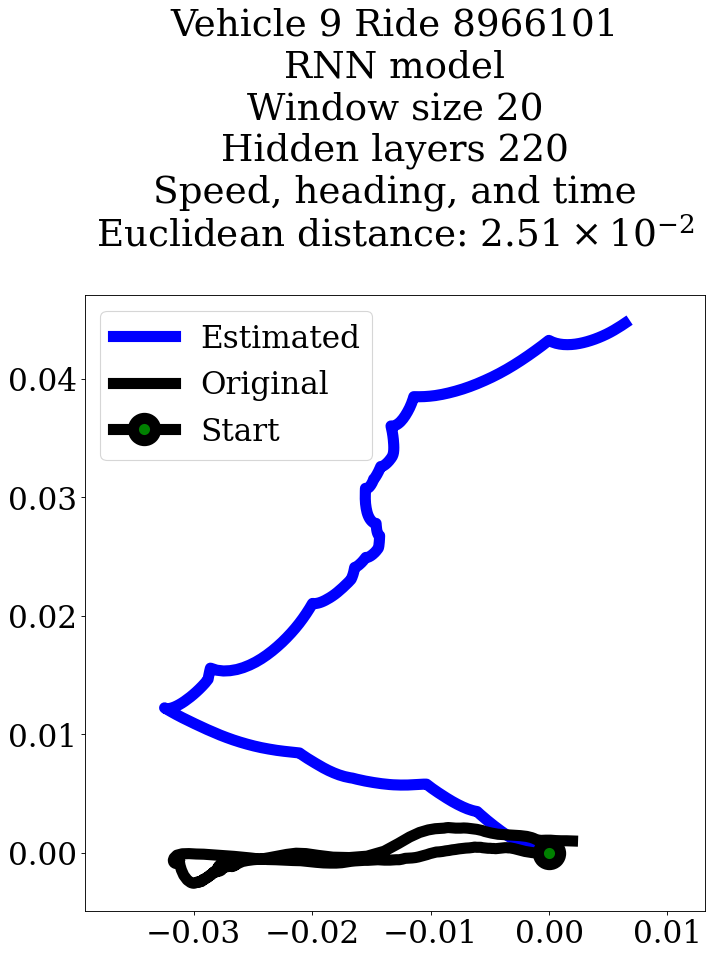 Vehicle 9 Ride 8966101
RNN model
Window size 20
Hidden layers 220
Speed, heading, and time
Euclidean distance: 2.51 × 10⁻²
Estimated
Original
Start
0.04
0.03
0.02
0.01
0.00
−0.03 −0.02 −0.01 0.00 0.01